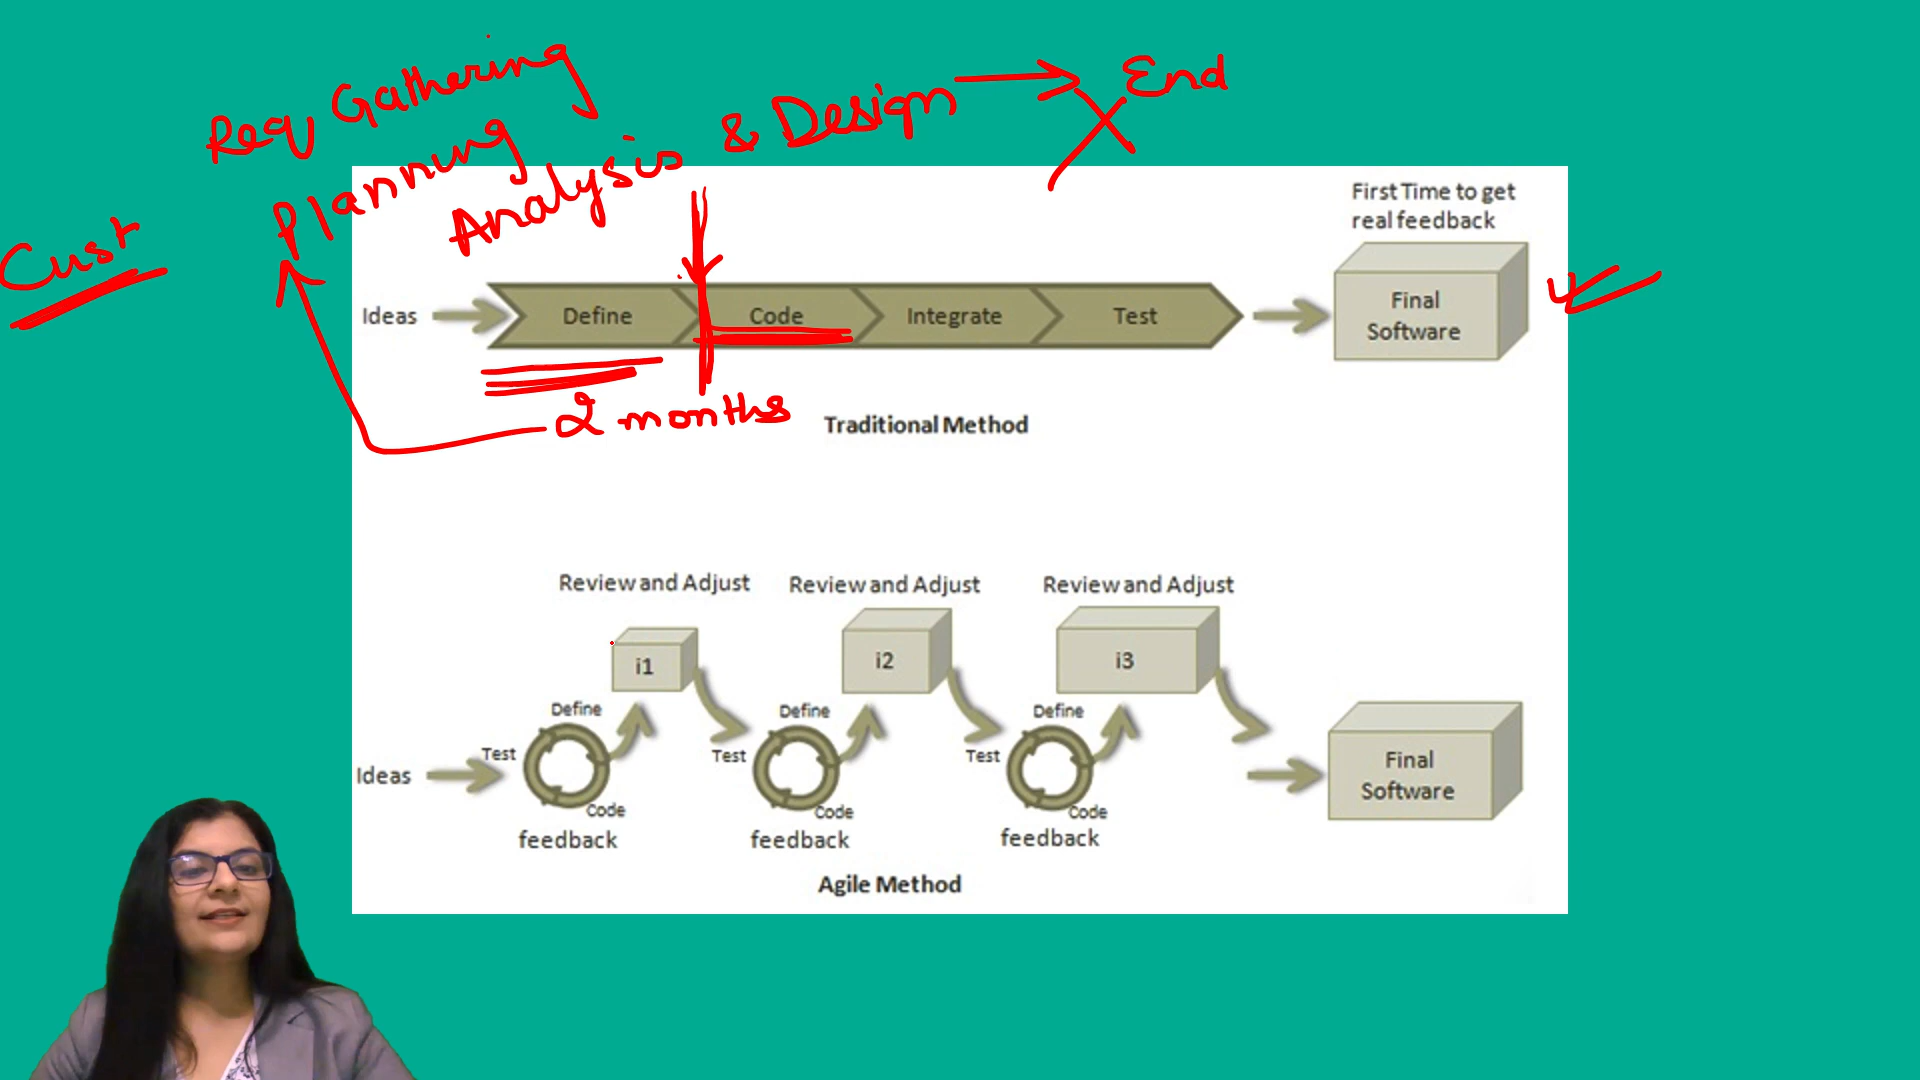 Req Gathering
Planning
Analysis & Design
End
Cust
First Time to get
real feedback
Ideas
Define
Code
Integrate
Test
Final
Software
2 months
Traditional Method
Review and Adjust
Review and Adjust
Review and Adjust
i1
i2
i3
Define
Define
Define
Test
Test
Test
Ideas
Final
Software
Code
Code
Code
feedback
feedback
feedback
Agile Method